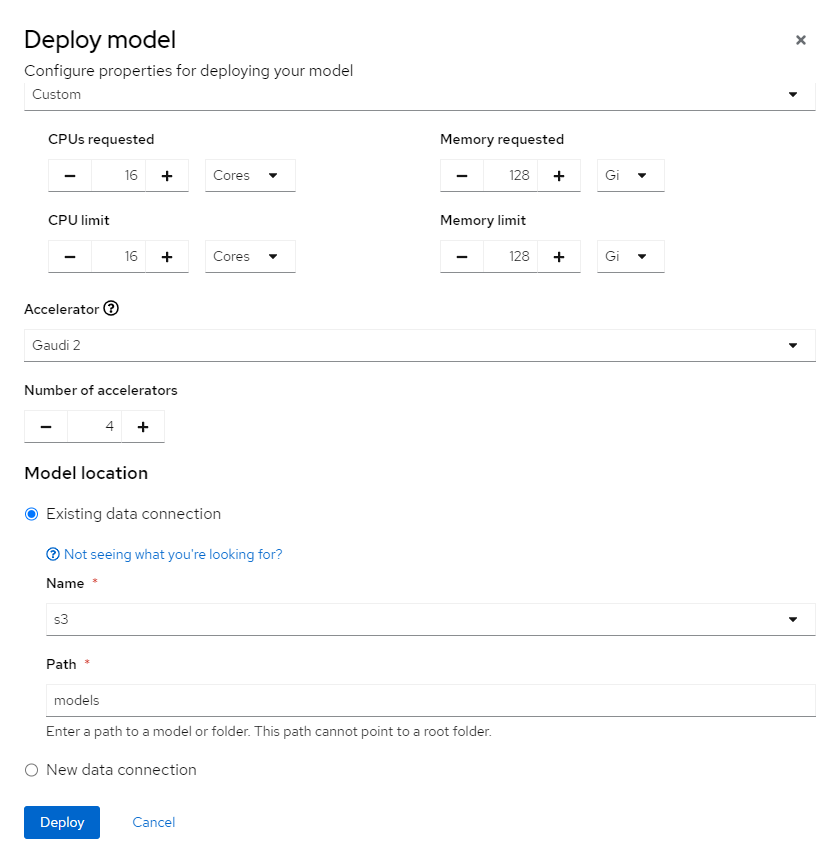 Deploy model
Configure properties for deploying your model
Custom
CPUs requested Memory requested
16 Cores 128 Gi
CPU limit Memory limit
16 Cores 128 Gi
Accelerator
Gaudi 2
Number of accelerators
4
Model location
Existing data connection
Not seeing what you're looking for?
Name *
s3
Path *
models
Enter a path to a model or folder. This path cannot point to a root folder.
New data connection
Deploy Cancel